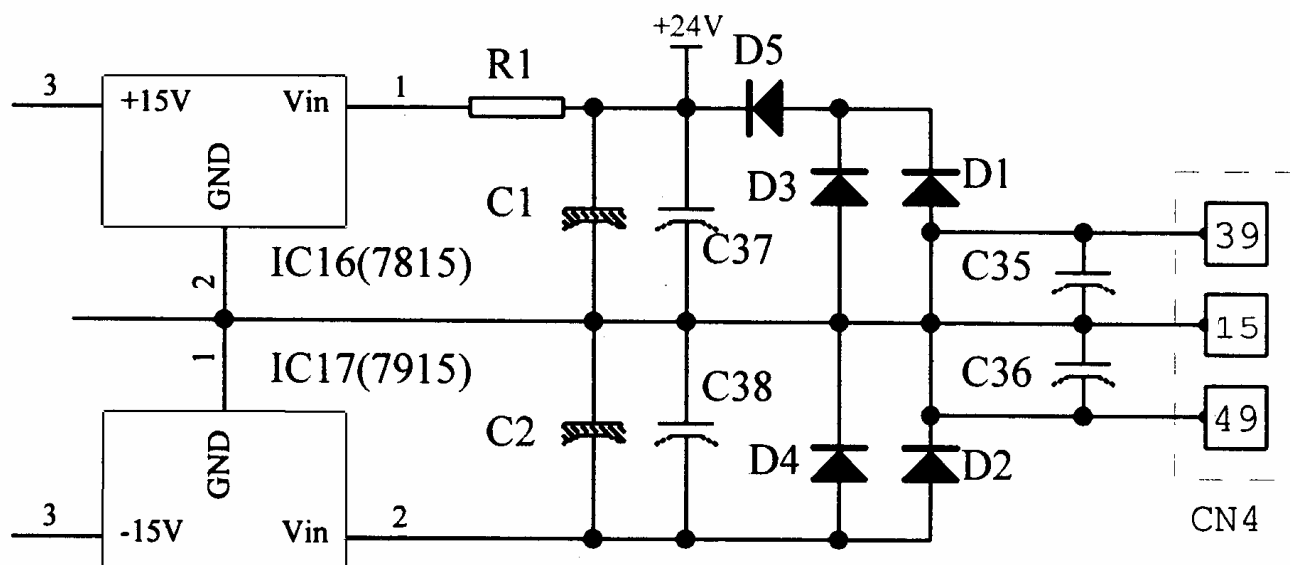 +24V
D5
R1
3
+15V
Vin
1
GND
D3
D1
C1
C37
39
C35
2
IC16(7815)
15
1
IC17(7915)
C36
C38
C2
49
GND
D4
D2
3
-15V
Vin
2
CN4